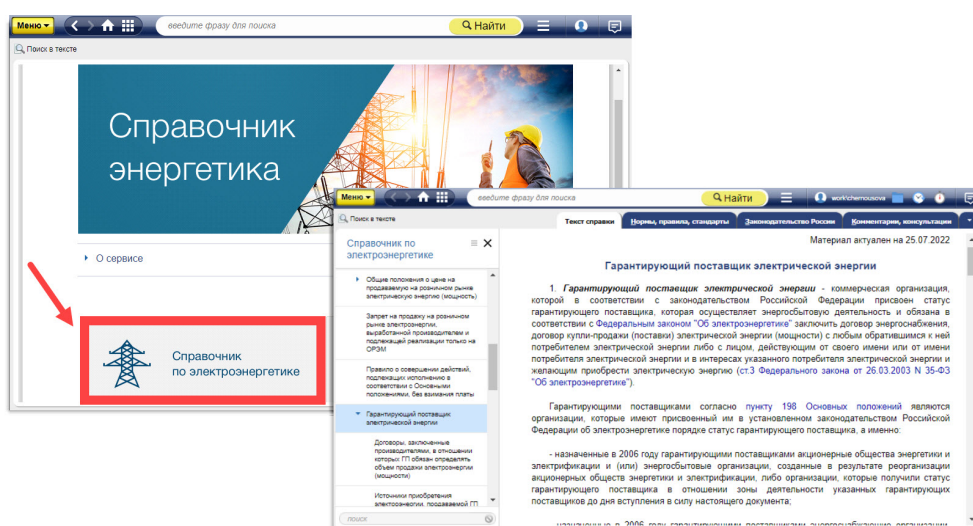 Меню
введите фразу для поиска
Найти
Поиск в тексте
Справочник
энергетика
О сервисе
Справочник
по электроэнергетике
Меню
введите фразу для поиска
Найти
work\chernousova
Поиск в тексте
Текст справки
Нормы, правила, стандарты
Законодательство России
Комментарии, консультации
Справочник по
электроэнергетике
Общие положения о цене на
продаваемую на розничном рынке
электрическую энергию (мощность)
Запрет на продажу на розничном
рынке электроэнергии,
выработанной производителем и
подлежащей реализации только на
ОРЭМ
Правило о совершении действий,
подлежащих исполнению в
соответствии с Основными
положениями, без взимания платы
Гарантирующий поставщик
электрической энергии
Договоры, заключенные
производителями, в отношении
которых ГП обязан определять
объем продажи электроэнергии
(мощности)
Источники приобретения
электроэнергии, продаваемой ГП
поиск
Материал актуален на 25.07.2022
Гарантирующий поставщик электрической энергии
1. Гарантирующий поставщик электрической энергии - коммерческая организация,
которой в соответствии с законодательством Российской Федерации присвоен статус
гарантирующего поставщика, которая осуществляет энергосбытовую деятельность и обязана в
соответствии с Федеральным законом "Об электроэнергетике" заключить договор энергоснабжения,
договор купли-продажи (поставки) электрической энергии (мощности) с любым обратившимся к ней
потребителем электрической энергии либо с лицом, действующим от своего имени или от имени
потребителя электрической энергии и в интересах указанного потребителя электрической энергии и
желающим приобрести электрическую энергию (ст.3 Федерального закона от 26.03.2003 N 35-ФЗ
"Об электроэнергетике").
Гарантирующими поставщиками согласно пункту 198 Основных положений являются
организации, которые имеют присвоенный им в установленном законодательством Российской
Федерации об электроэнергетике порядке статус гарантирующего поставщика, а именно:
- назначенные в 2006 году гарантирующими поставщиками акционерные общества энергетики и
электрификации и (или) энергосбытовые организации, созданные в результате реорганизации
акционерных обществ энергетики и электрификации, либо организации, которые получили статус
гарантирующего поставщика в отношении зоны деятельности указанных гарантирующих
поставщиков до дня вступления в силу настоящего документа;
- назначенные в 2006 году гарантирующими поставщиками энергоснабжающие организации,